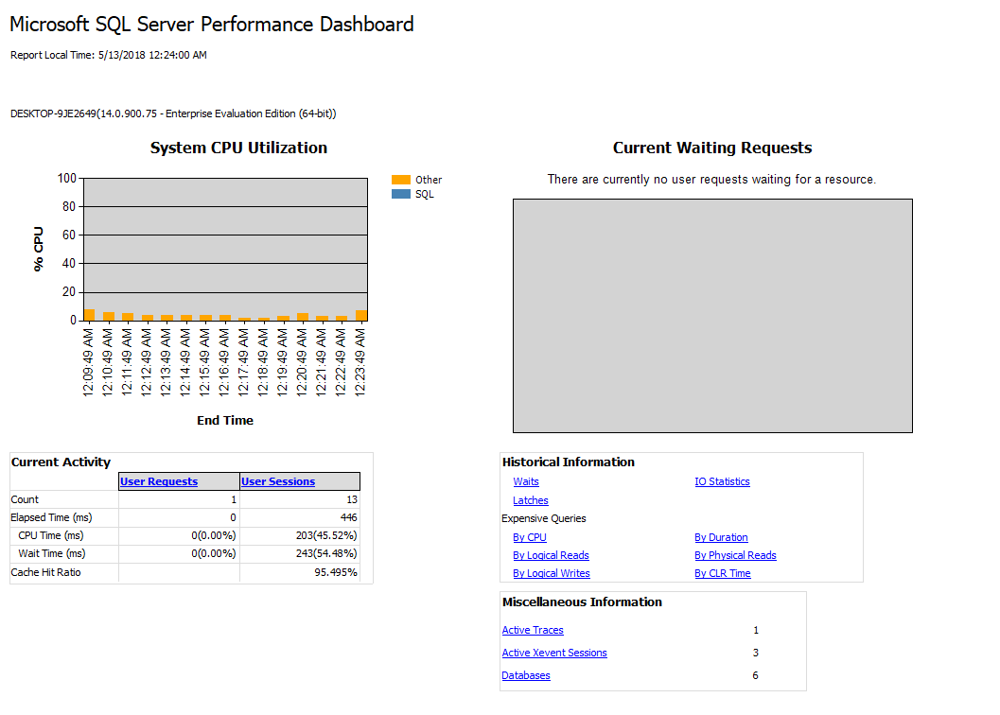 Microsoft SQL Server Performance Dashboard
Report Local Time: 5/13/2018 12:24:00 AM
DESKTOP-9JE2649(14.0.900.75 - Enterprise Evaluation Edition (64-bit))
System CPU Utilization
100
80
60
40
20
0
% CPU
12:09:49 AM
12:10:49 AM
12:11:49 AM
12:12:49 AM
12:13:49 AM
12:14:49 AM
12:15:49 AM
12:16:49 AM
12:17:49 AM
12:18:49 AM
12:19:49 AM
12:20:49 AM
12:21:49 AM
12:22:49 AM
12:23:49 AM
End Time
Other
SQL
Current Waiting Requests
There are currently no user requests waiting for a resource.
Current Activity
User Requests User Sessions
Count 1 13
Elapsed Time (ms) 0 446
CPU Time (ms) 0(0.00%) 203(45.52%)
Wait Time (ms) 0(0.00%) 243(54.48%)
Cache Hit Ratio 95.495%
Historical Information
Waits IO Statistics
Latches
Expensive Queries
By CPU By Duration
By Logical Reads By Physical Reads
By Logical Writes By CLR Time
Miscellaneous Information
Active Traces 1
Active Xevent Sessions 3
Databases 6